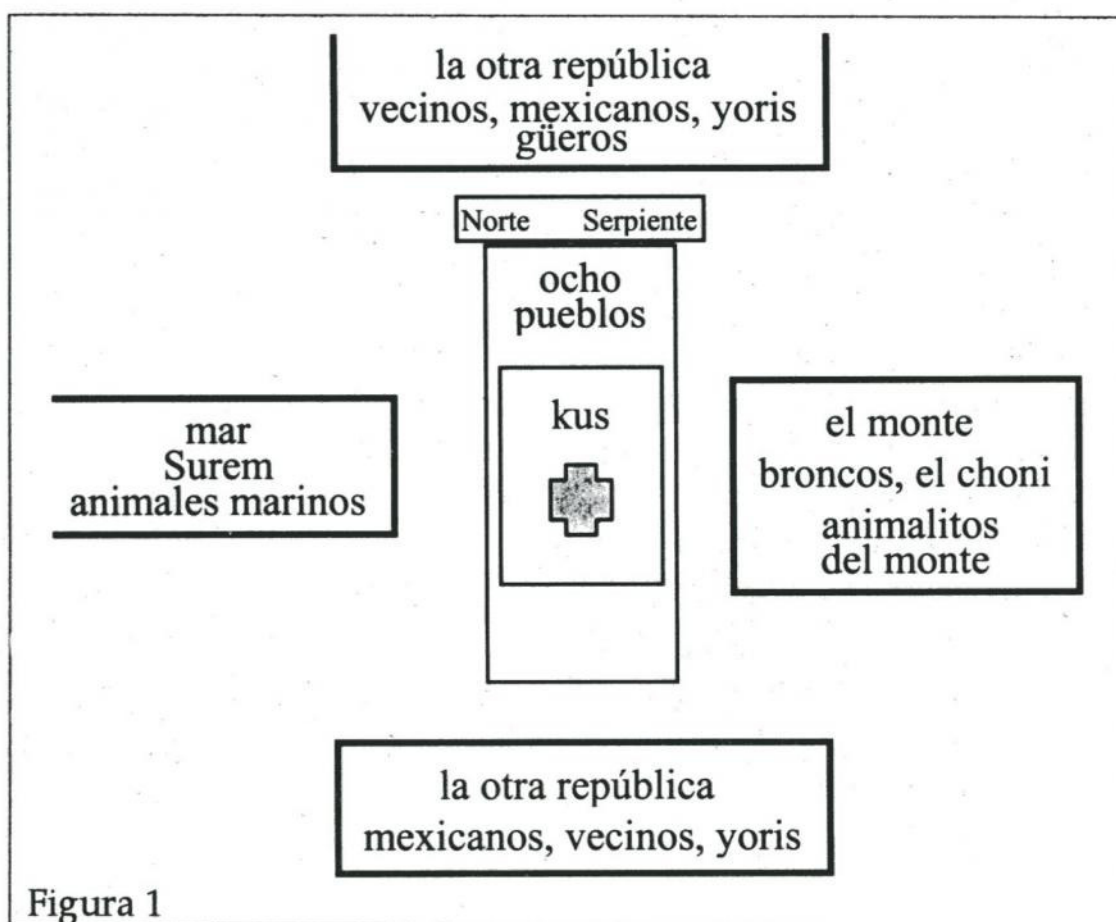 la otra república
vecinos, mexicanos, yoris
güeros
Norte Serpiente
ocho
pueblos
kus
mar
Surem
animales marinos
el monte
broncos, el choni
animalitos
del monte
la otra república
mexicanos, vecinos, yoris
Figura 1